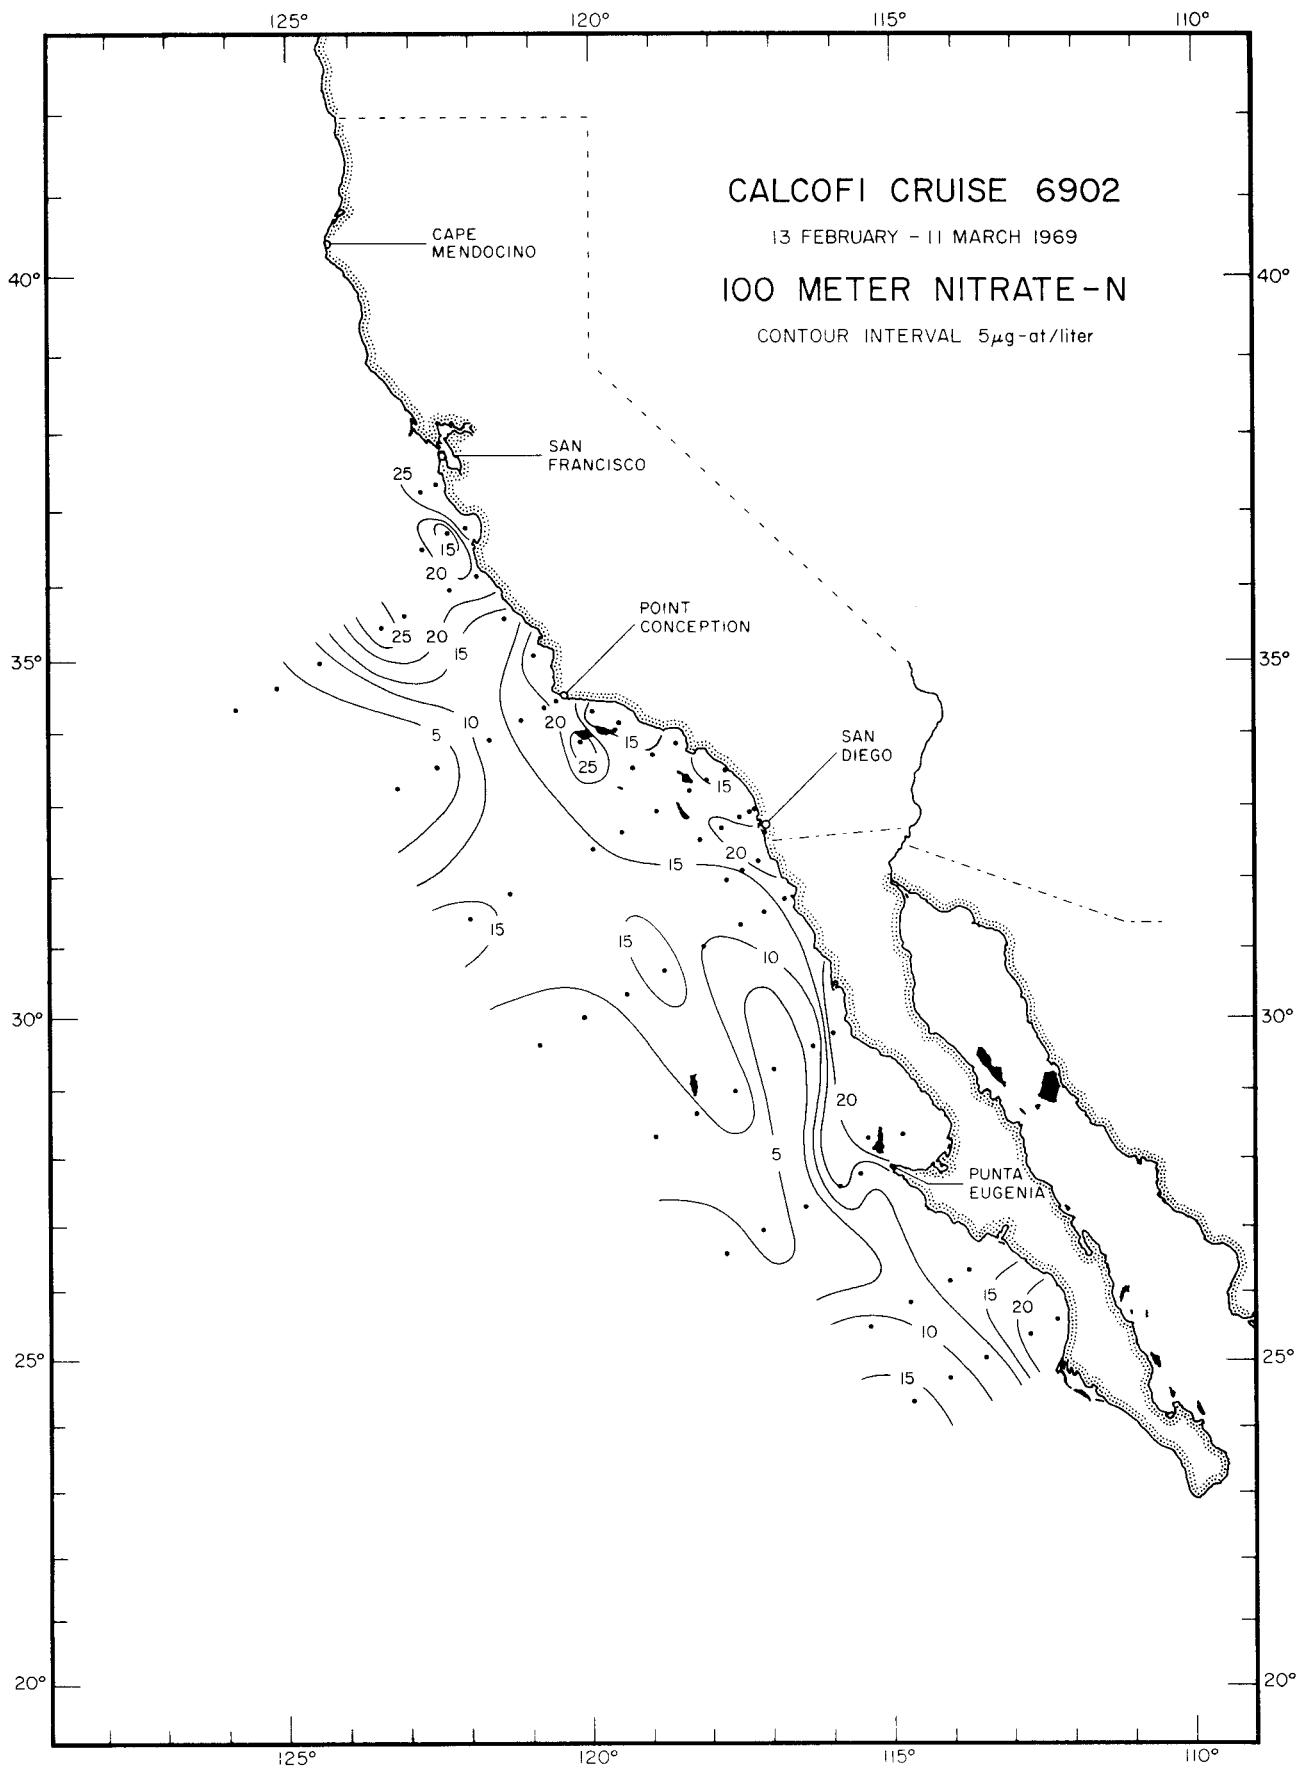 125°
120°
115°
110°
CALCOFI CRUISE 6902
13 FEBRUARY - 11 MARCH 1969
CAPE
MENDOCINO
40°
40°
100 METER NITRATE-N
CONTOUR INTERVAL 5µg-at/liter
SAN
FRANCISCO
25
15
20
POINT
CONCEPTION
25
20
15
35°
35°
10
20
5
15
SAN
DIEGO
25
15
20
15
15
15
10
30°
30°
20
5
PUNTA
EUGENIA
15
20
10
25°
25°
15
20°
20°
125°
120°
115°
110°